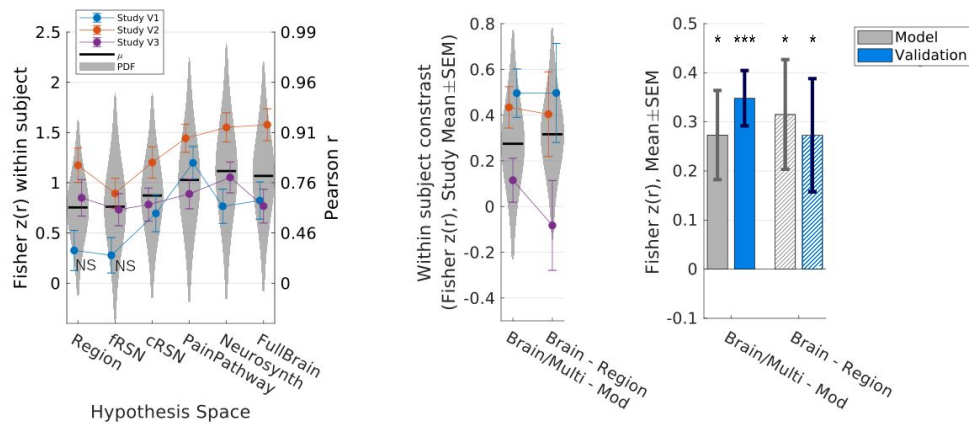 Study V1
Study V2
Study V3
μ
PDF
Fisher z(r) within subject
2.5
2
1.5
1
0.5
0
0.99
0.96
0.91
0.76
0.46
0
Pearson r
NS
NS
Region
fRSN
cRSN
PainPathway
Neurosynth
FullBrain
Hypothesis Space
Within subject constrast
(Fisher z(r), Study Mean±SEM)
0.8
0.6
0.4
0.2
0
-0.2
-0.4
Brain/Multi - Mod
Brain - Region
Fisher z(r), Mean±SEM
0.5
0.4
0.3
0.2
0.1
0
-0.1
* *** * *
Brain/Multi - Mod
Brain - Region
Model
Validation